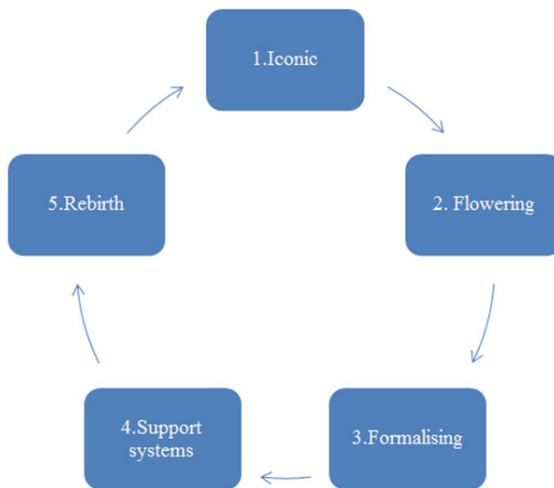 1.Iconic
2. Flowering
3.Formalising
4.Support
systems
5.Rebirth